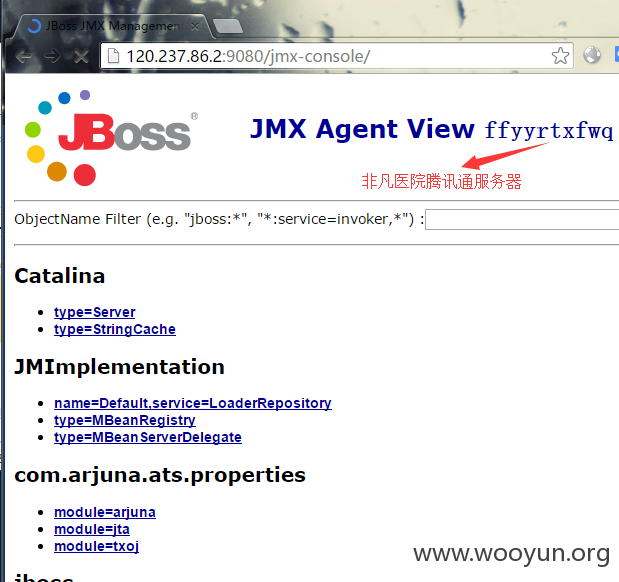 JBoss JMX Management
120.237.86.2:9080/jmx-console/
JBoss®
JMX Agent View ffyyrtxfwq
非凡医院腾讯通服务器
ObjectName Filter (e.g. "jboss:*", "*:service=invoker,*") :
Catalina
type=Server
type=StringCache
JMImplementation
name=Default,service=LoaderRepository
type=MBeanRegistry
type=MBeanServerDelegate
com.arjuna.ats.properties
module=arjuna
module=jta
module=txoj
www.wooyun.org
jboss